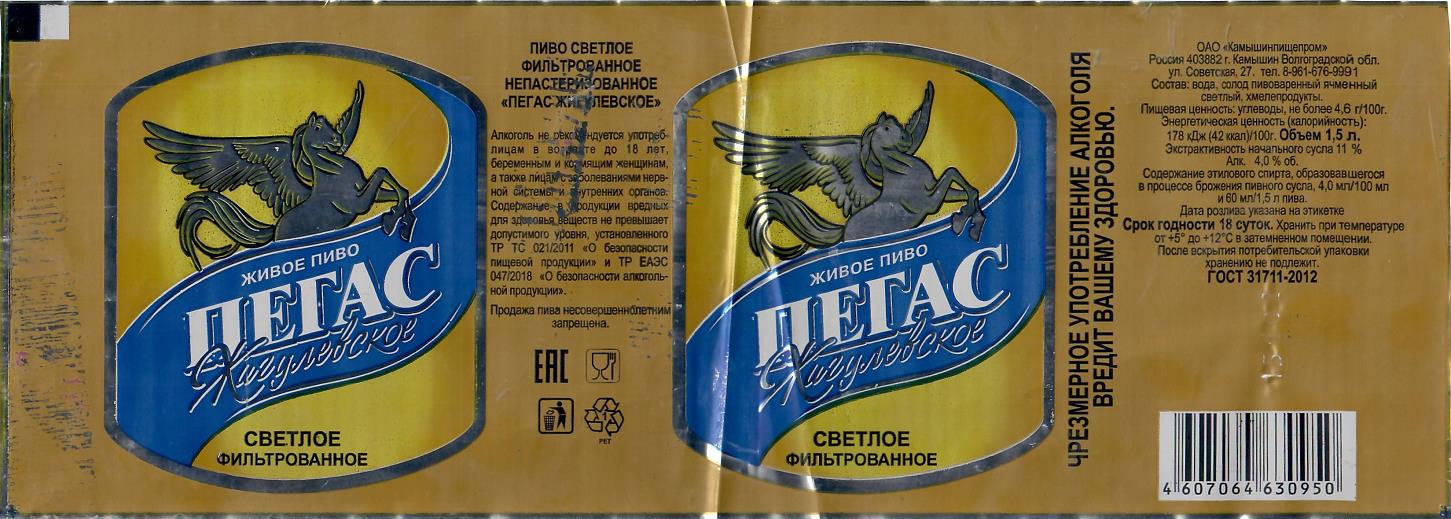 ЖИВОЕ ПИВО
ПЕГАС
Жигулевское
СВЕТЛОЕ
ФИЛЬТРОВАННОЕ
ПИВО СВЕТЛОЕ
ФИЛЬТРОВАННОЕ
НЕПАСТЕРИЗОВАННОЕ
«ПЕГАС ЖИГУЛЕВСКОЕ»
Алкоголь не рекомендуется употреб-
лицам в возрасте до 18 лет,
беременным и кормящим женщинам,
а также лицам с заболеваниями нерв-
ной системы и внутренних органов.
Содержание в продукции вредных
для здоровья веществ не превышает
допустимого уровня, установленного
ТР ТС 021/2011 «О безопасности
пищевой продукции» и ТР ЕАЭС
047/2018 «О безопасности алкоголь-
ной продукции».
Продажа пива несовершеннолетним
запрещена.
EAC
1
PET
ЖИВОЕ ПИВО
ПЕГАС
Жигулевское
СВЕТЛОЕ
ФИЛЬТРОВАННОЕ
ЧРЕЗМЕРНОЕ УПОТРЕБЛЕНИЕ АЛКОГОЛЯ
ВРЕДИТ ВАШЕМУ ЗДОРОВЬЮ.
ОАО «Камышинпищепром»
Россия 403882 г. Камышин Волгоградской обл.
ул. Советская, 27. тел. 8-961-676-9991
Состав: вода, солод пивоваренный ячменный
светлый, хмелепродукты.
Пищевая ценность: углеводы, не более 4,6 г/100г.
Энергетическая ценность (калорийность):
178 кДж (42 ккал)/100г. Объем 1,5 л.
Экстрактивность начального сусла 11 %
Алк. 4,0 % об.
Содержание этилового спирта, образовавшегося
в процессе брожения пивного сусла, 4,0 мл/100 мл
и 60 мл/1,5 л пива.
Дата розлива указана на этикетке
Срок годности 18 суток. Хранить при температуре
от +5° до +12°С в затемненном помещении.
После вскрытия потребительской упаковки
хранению не подлежит.
ГОСТ 31711-2012
4 607064 630950